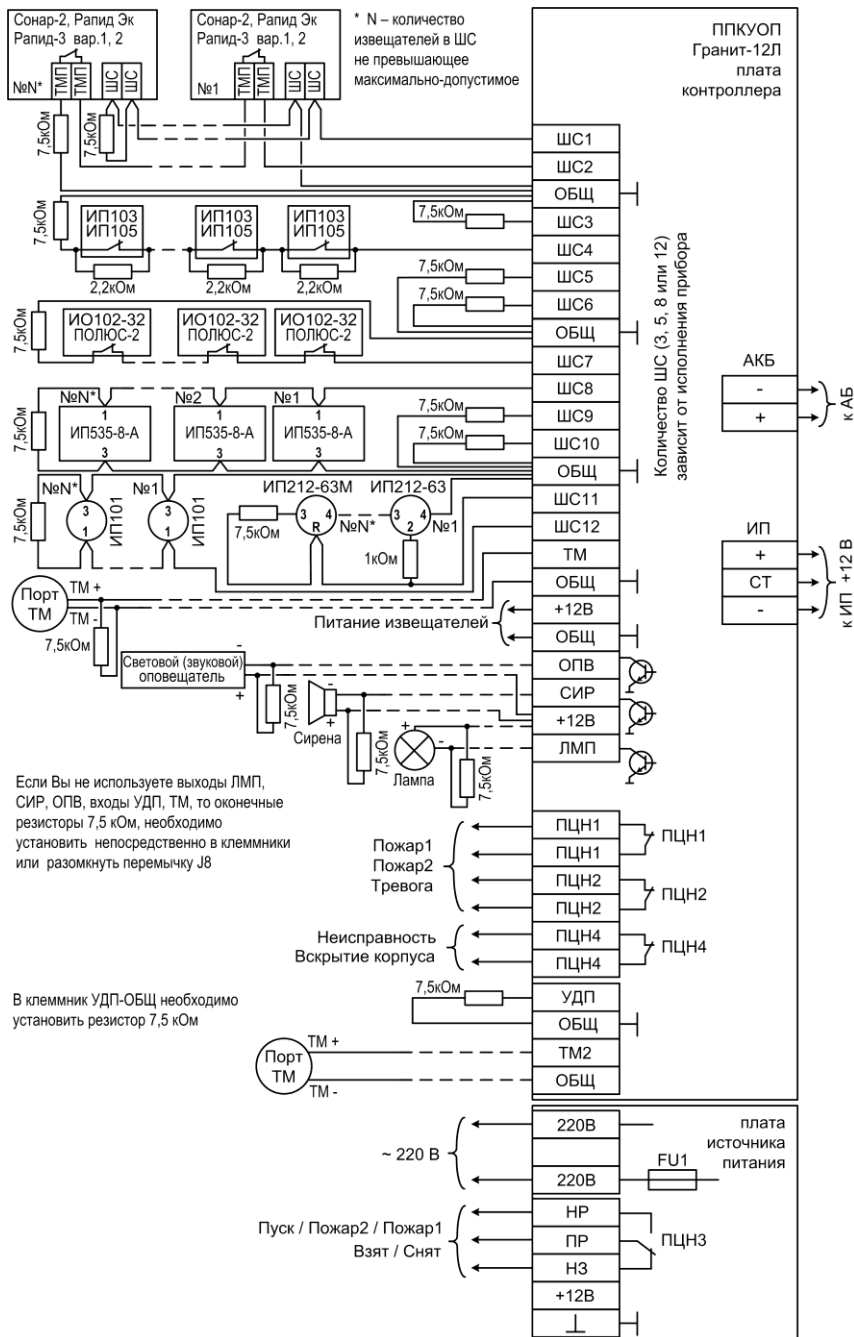 Сонар-2, Рапид Эк
Рапид-3 вар.1, 2
№N*
ТМП
ТМП
ШС
ШС
Сонар-2, Рапид Эк
Рапид-3 вар.1, 2
№1
ТМП
ТМП
ШС
ШС
* N – количество
извещателей в ШС
не превышающее
максимально-допустимое
ППКУОП
Гранит-12Л
плата
контроллера
7,5кОм
7,5кОм
ШС1
ШС2
ОБЩ
7,5кОм
ИП103
ИП105
ИП103
ИП105
ИП103
ИП105
2,2кОм
2,2кОм
2,2кОм
7,5кОм
ШС3
ШС4
7,5кОм
ШС5
7,5кОм
ШС6
ОБЩ
7,5кОм
ИО102-32
ПОЛЮС-2
ИО102-32
ПОЛЮС-2
ИО102-32
ПОЛЮС-2
ШС7
Количество ШС (3, 5, 8 или 12)
зависит от исполнения прибора
АКБ
-
+
к АБ
7,5кОм
№N*
1
ИП535-8-А
3
№2
1
ИП535-8-А
3
№1
1
ИП535-8-А
3
ШС8
7,5кОм
ШС9
7,5кОм
ШС10
ОБЩ
7,5кОм
№N*
3
1
ИП101
№1
3
1
ИП101
ИП212-63М
3
4
R
№N*
7,5кОм
ИП212-63
3
4
2
№1
1кОм
ШС11
ШС12
ИП
+
СТ
-
к ИП +12 В
Порт
ТМ
ТМ +
ТМ -
7,5кОм
ТМ
ОБЩ
Питание извещателей
+12В
ОБЩ
Световой (звуковой)
оповещатель
-
+
7,5кОм
ОПВ
-
+
Сирена
7,5кОм
СИР
+12В
+
-
Лампа
7,5кОм
ЛМП
Если Вы не используете выходы ЛМП,
СИР, ОПВ, входы УДП, ТМ, то оконечные
резисторы 7,5 кОм, необходимо
установить непосредственно в клеммники
или разомкнуть перемычку J8
Пожар1
Пожар2
Тревога
ПЦН1
ПЦН1
ПЦН1
ПЦН2
ПЦН2
ПЦН2
Неисправность
Вскрытие корпуса
ПЦН4
ПЦН4
ПЦН4
В клеммник УДП-ОБЩ необходимо
установить резистор 7,5 кОм
7,5кОм
УДП
ОБЩ
Порт
ТМ
ТМ +
ТМ -
ТМ2
ОБЩ
~ 220 В
220В
220В
FU1
плата
источника
питания
Пуск / Пожар2 / Пожар1
Взят / Снят
НР
ПР
НЗ
ПЦН3
+12В